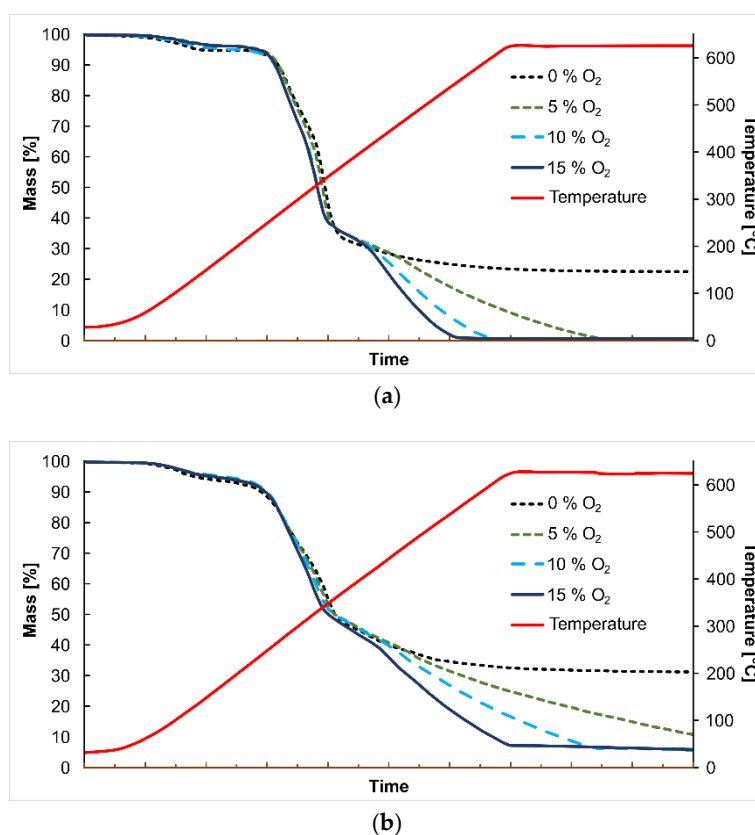 100
90
80
70
60
50
40
30
20
10
0
Mass [%]
600
500
400
300
200
100
0
Temperature [°C]
0 % O₂
5 % O₂
10 % O₂
15 % O₂
Temperature
Time
(a)
100
90
80
70
60
50
40
30
20
10
0
Mass [%]
600
500
400
300
200
100
0
Temperature [°C]
0 % O₂
5 % O₂
10 % O₂
15 % O₂
Temperature
Time
(b)